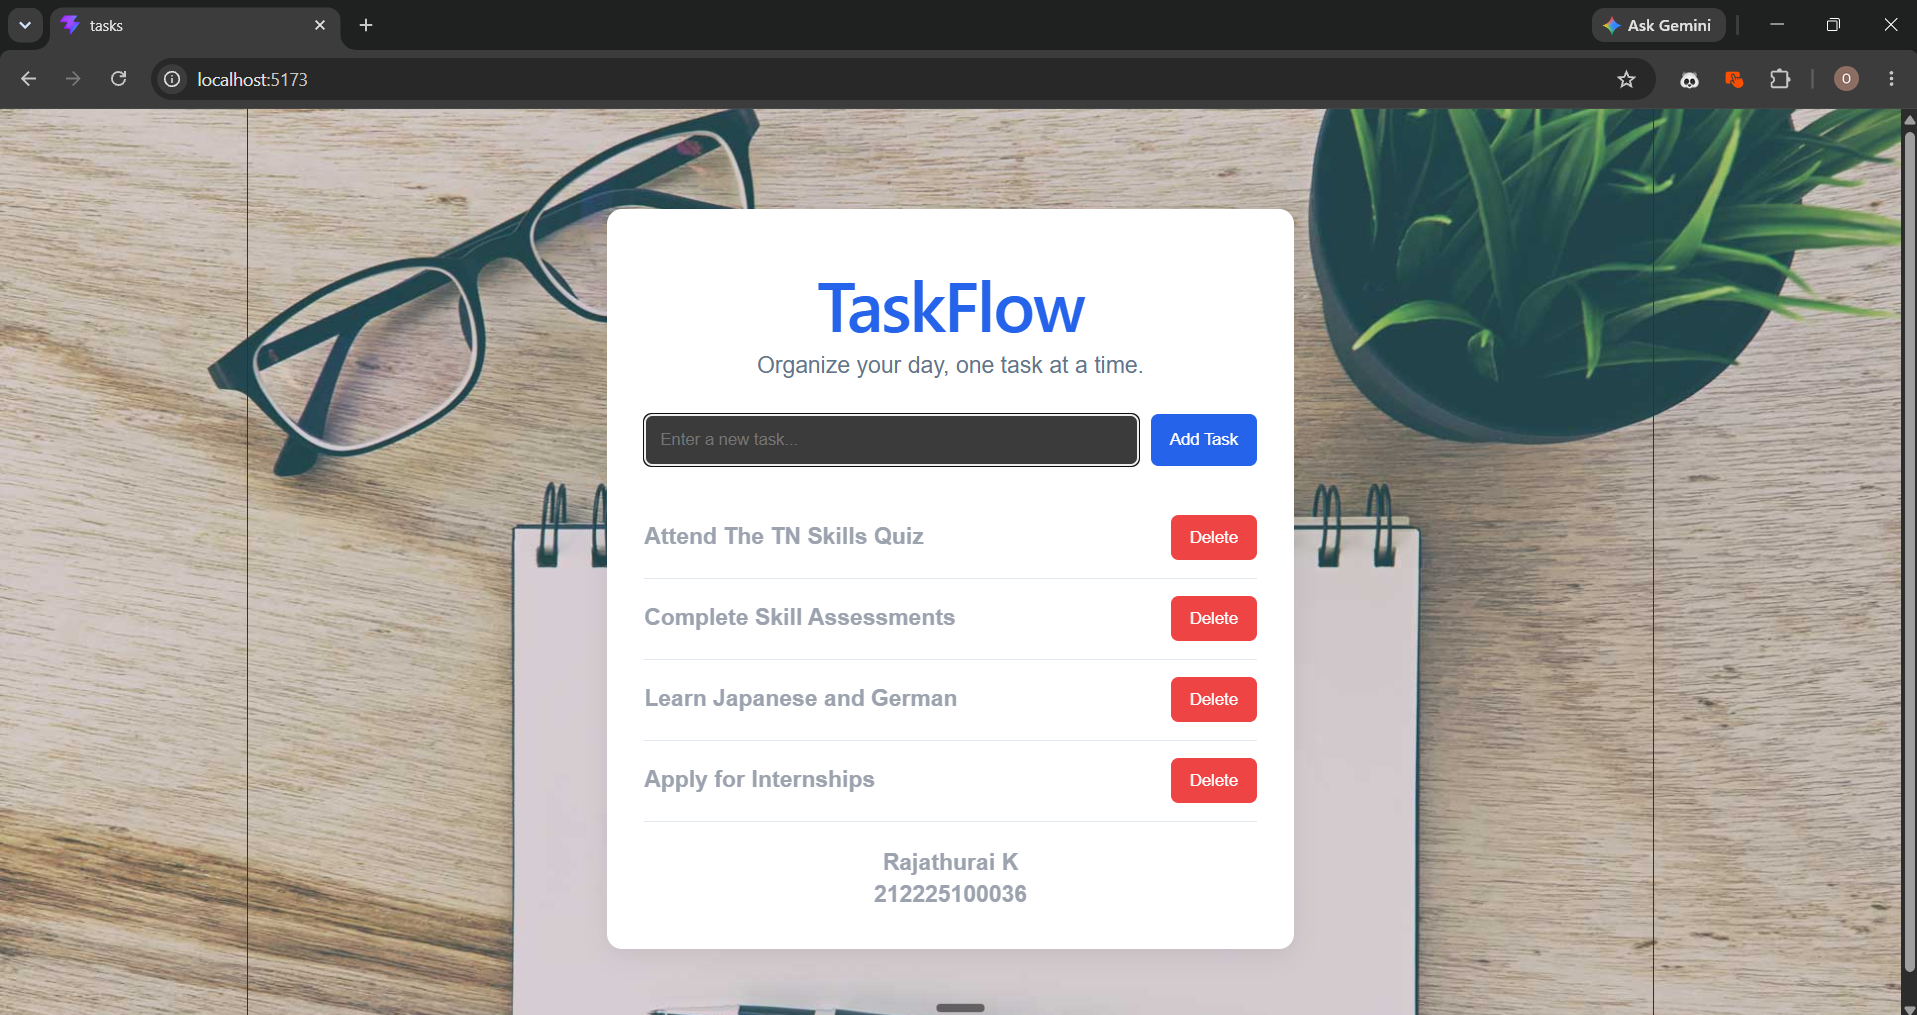 tasks
Ask Gemini
localhost:5173
O
TaskFlow
Organize your day, one task at a time.
Enter a new task...
Add Task
Attend The TN Skills Quiz
Delete
Complete Skill Assessments
Delete
Learn Japanese and German
Delete
Apply for Internships
Delete
Rajathurai K
212225100036